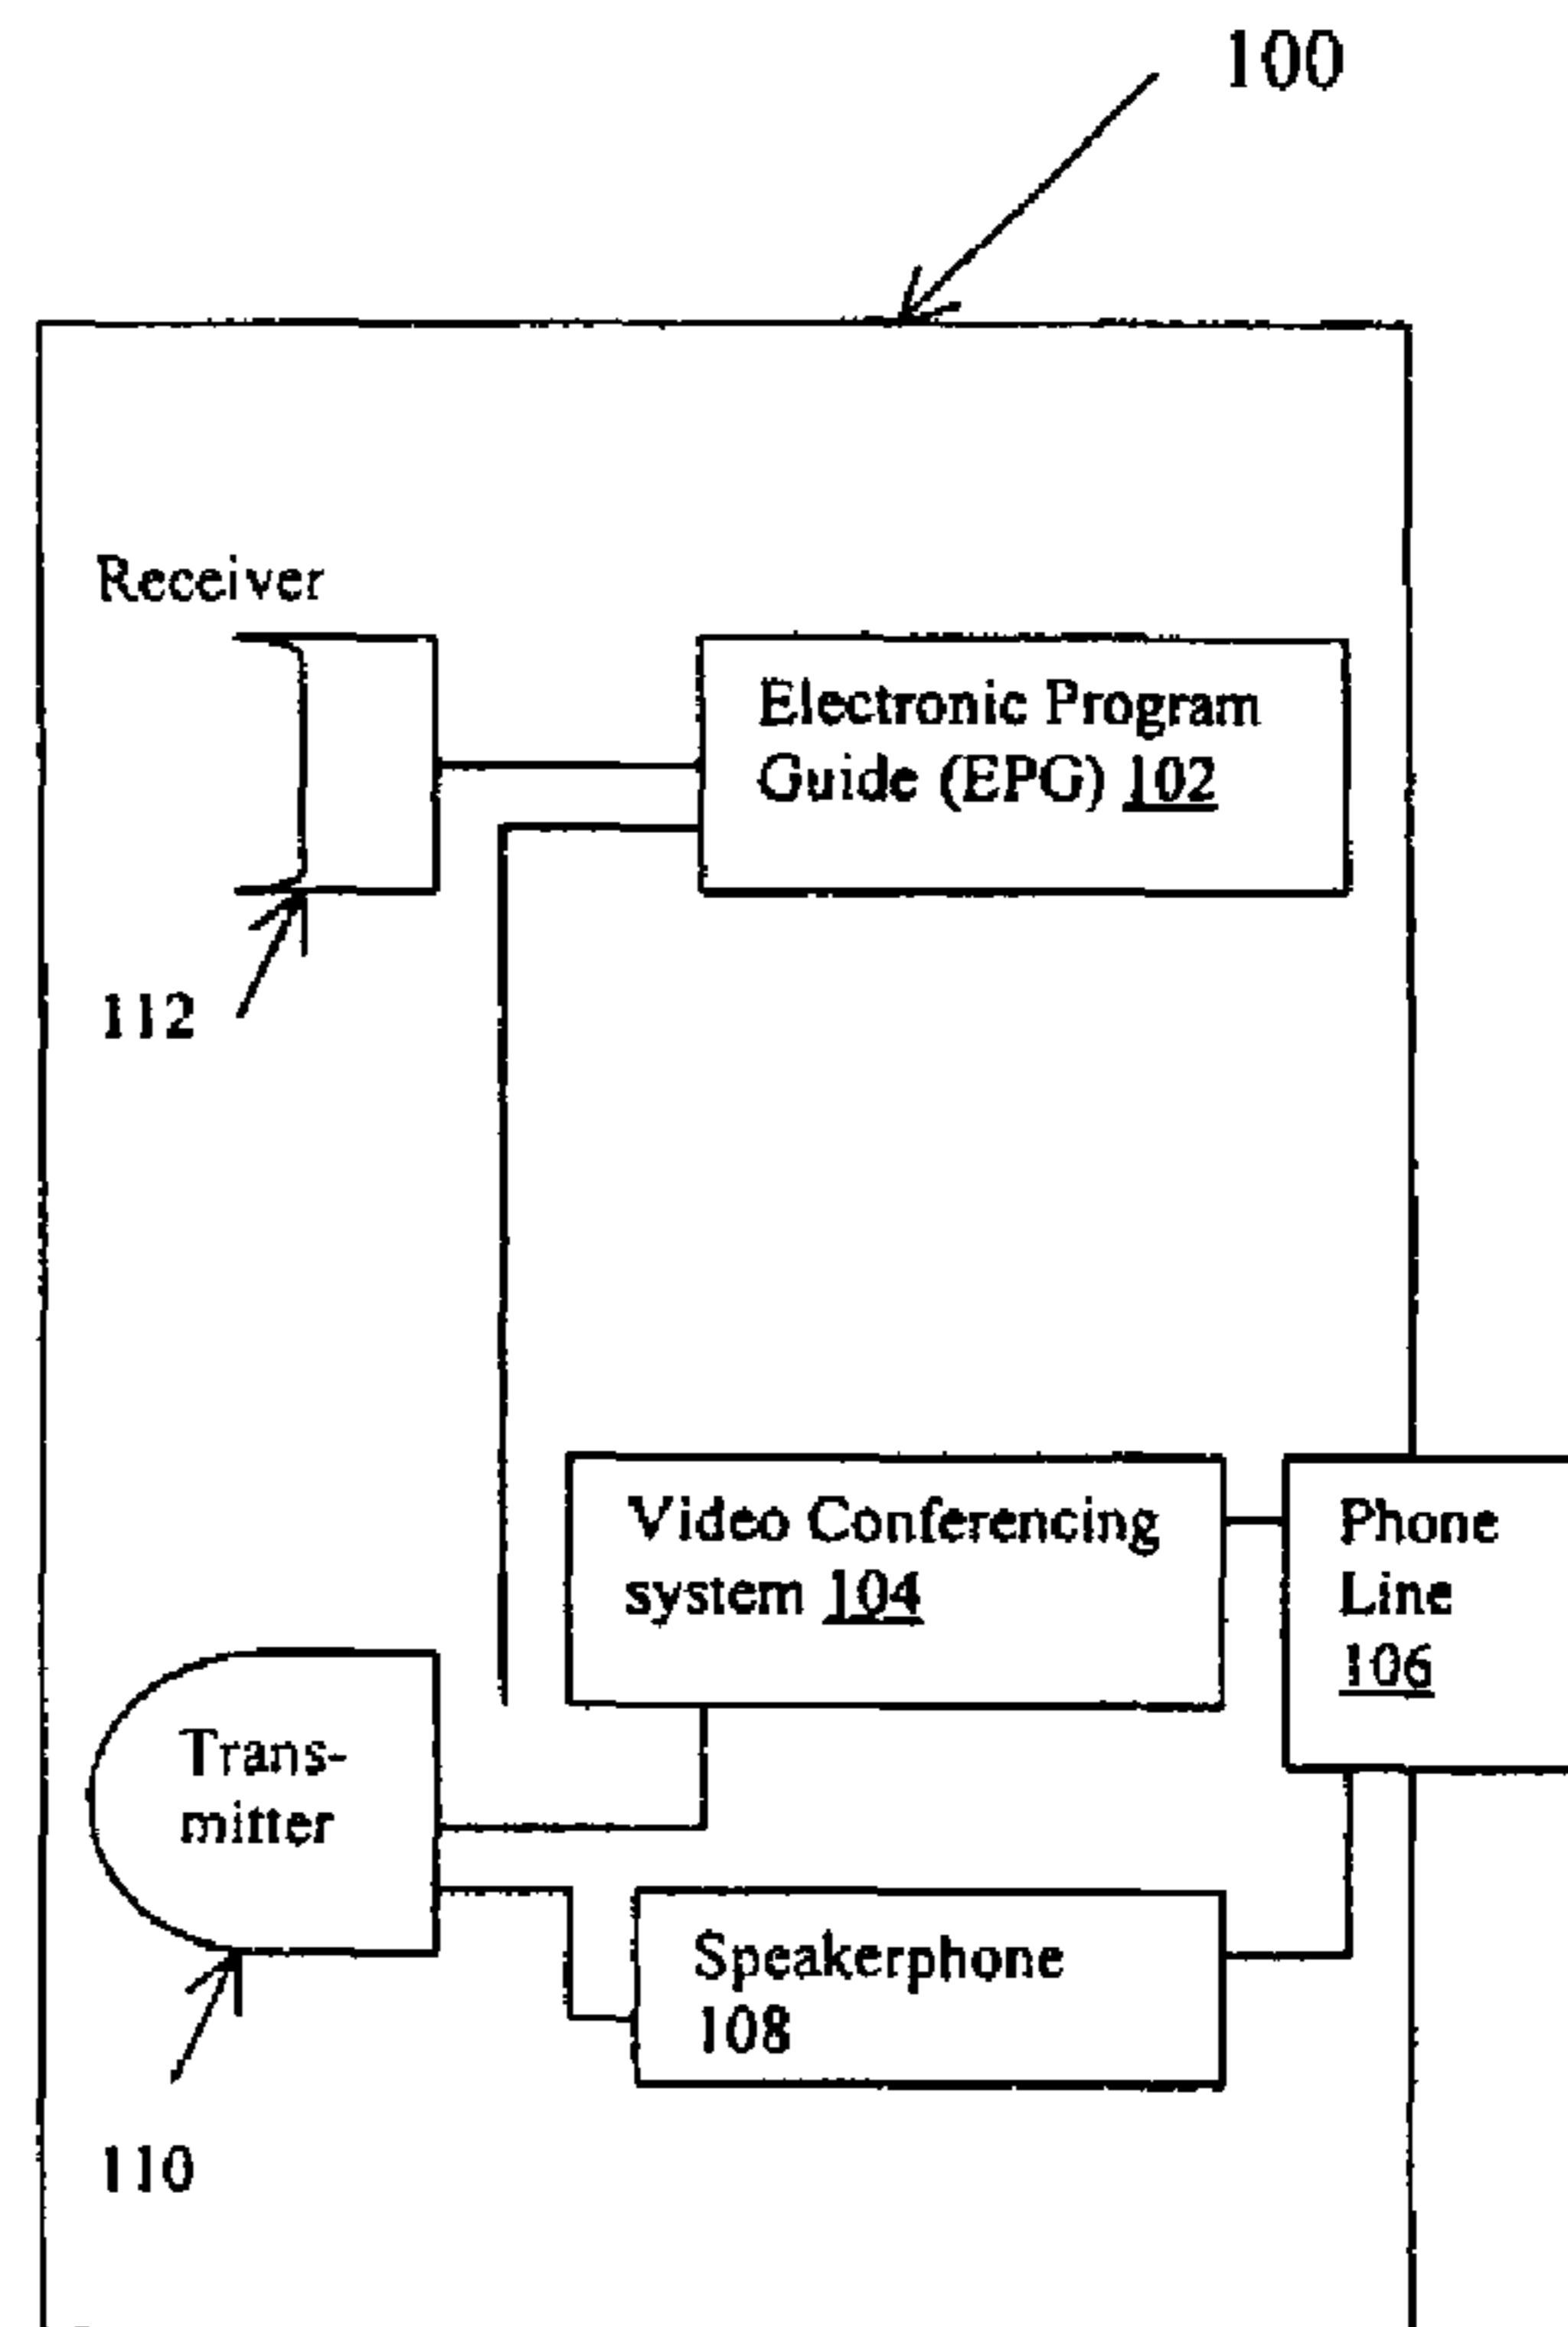 100
Receiver
Electronic Program
Guide (EPG) 102
112
Video Conferencing
system 104
Phone
Line
106
Trans-
mitter
Speakerphone
108
110